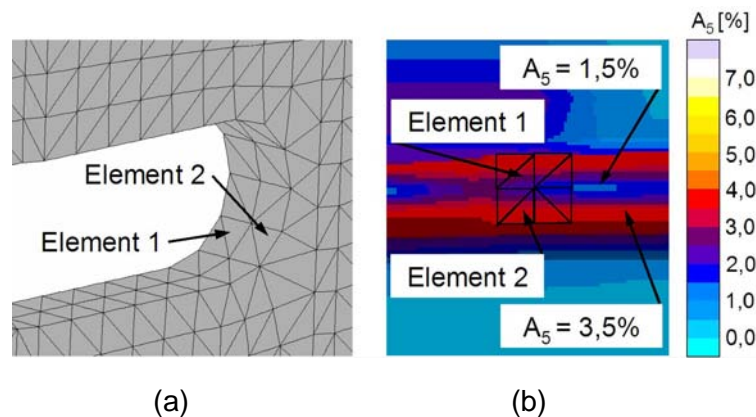 Element 2
Element 1
(a)
A5 = 1,5%
Element 1
Element 2
A5 = 3,5%
(b)
A5 [%]
7,0
6,0
5,0
4,0
3,0
2,0
1,0
0,0